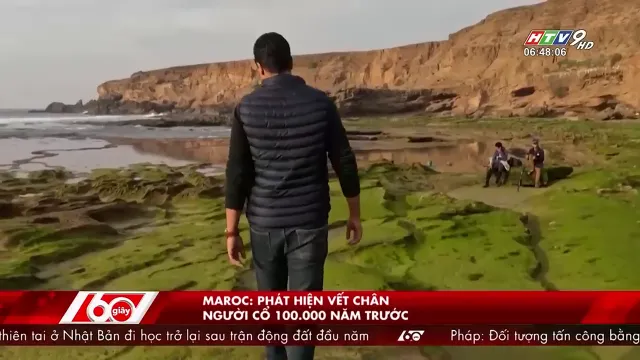 HTV9 HD
06:48:06
60 giây
MAROC: PHÁT HIỆN VẾT CHÂN
NGƯỜI CỔ 100.000 NĂM TRƯỚC
thiên tai ở Nhật Bản đi học trở lại sau trận động đất đầu năm HTV9 Pháp: Đối tượng tấn công bằng